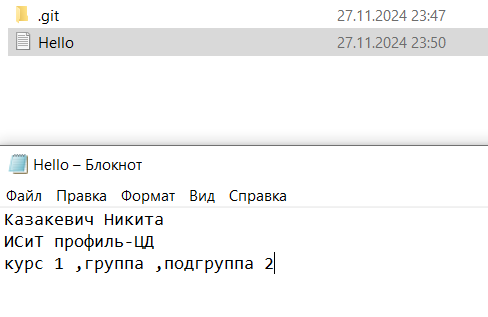 .git 27.11.2024 23:47
Hello 27.11.2024 23:50
Hello – Блокнот
Файл Правка Формат Вид Справка
Казакевич Никита
ИСиТ профиль-ЦД
курс 1 ,группа ,подгруппа 2